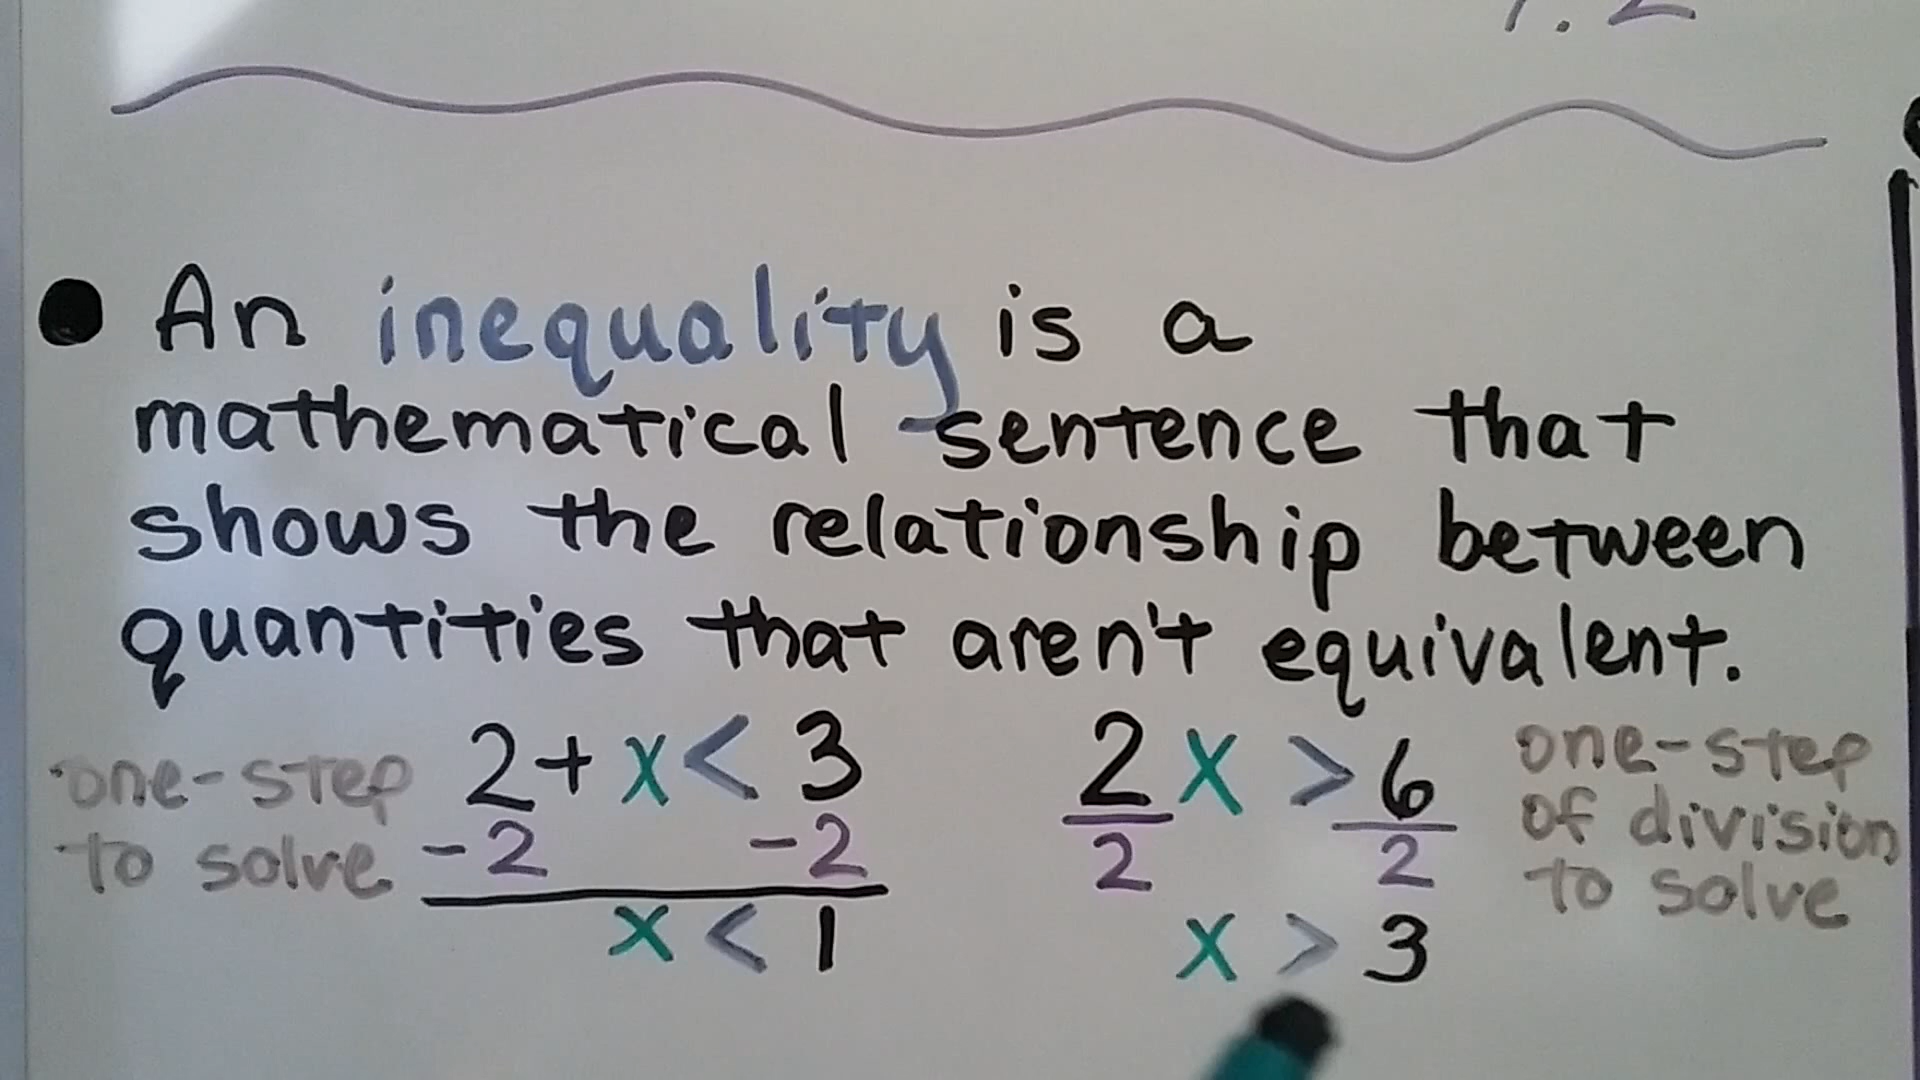 An inequality is a
mathematical sentence that
shows the relationship between
quantities that aren't equivalent.
one-step
to solve
2 + x < 3
-2 -2
x < 1
2x > 6
2 2
x > 3
one-step
of division
to solve